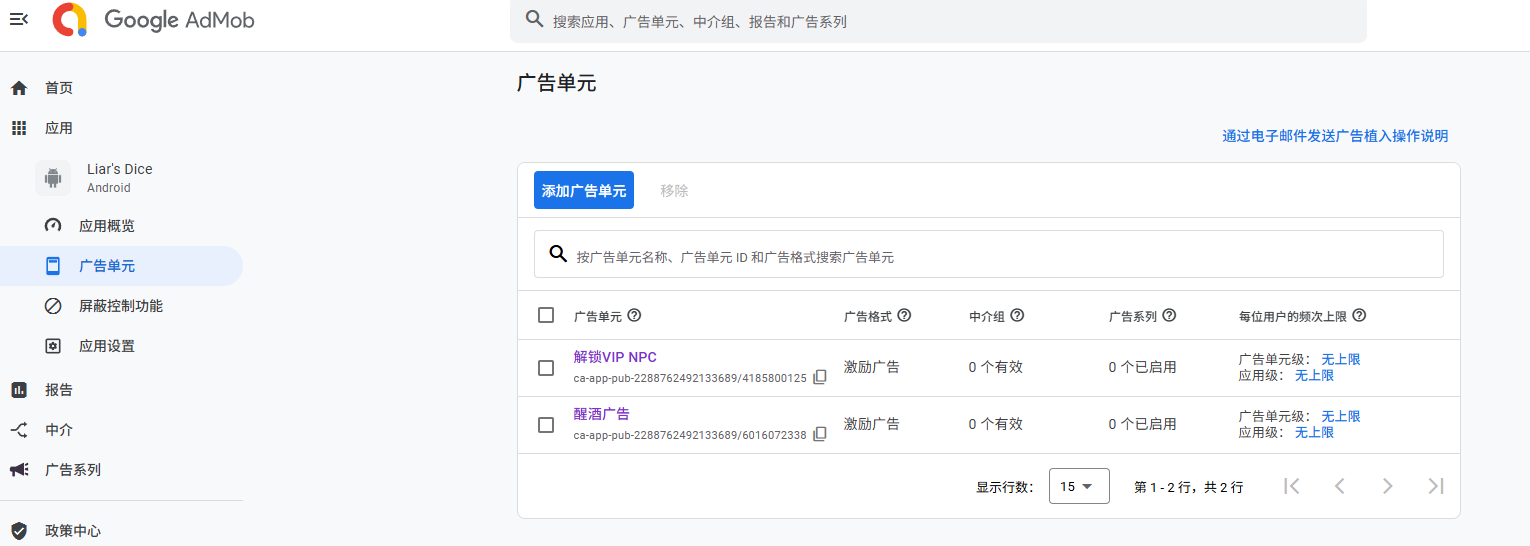 Google AdMob
搜索应用、广告单元、中介组、报告和广告系列
首页
应用
Liar's Dice
Android
应用概览
广告单元
屏蔽控制功能
应用设置
报告
中介
广告系列
政策中心
广告单元
通过电子邮件发送广告植入操作说明
添加广告单元 移除
按广告单元名称、广告单元 ID 和广告格式搜索广告单元
广告单元 广告格式 中介组 广告系列 每位用户的频次上限
解锁VIP NPC
ca-app-pub-2288762492133689/4185800125
激励广告 0 个有效 0 个已启用
广告单元级： 无上限
应用级： 无上限
醒酒广告
ca-app-pub-2288762492133689/6016072338
激励广告 0 个有效 0 个已启用
广告单元级： 无上限
应用级： 无上限
显示行数： 15 第 1 - 2 行，共 2 行